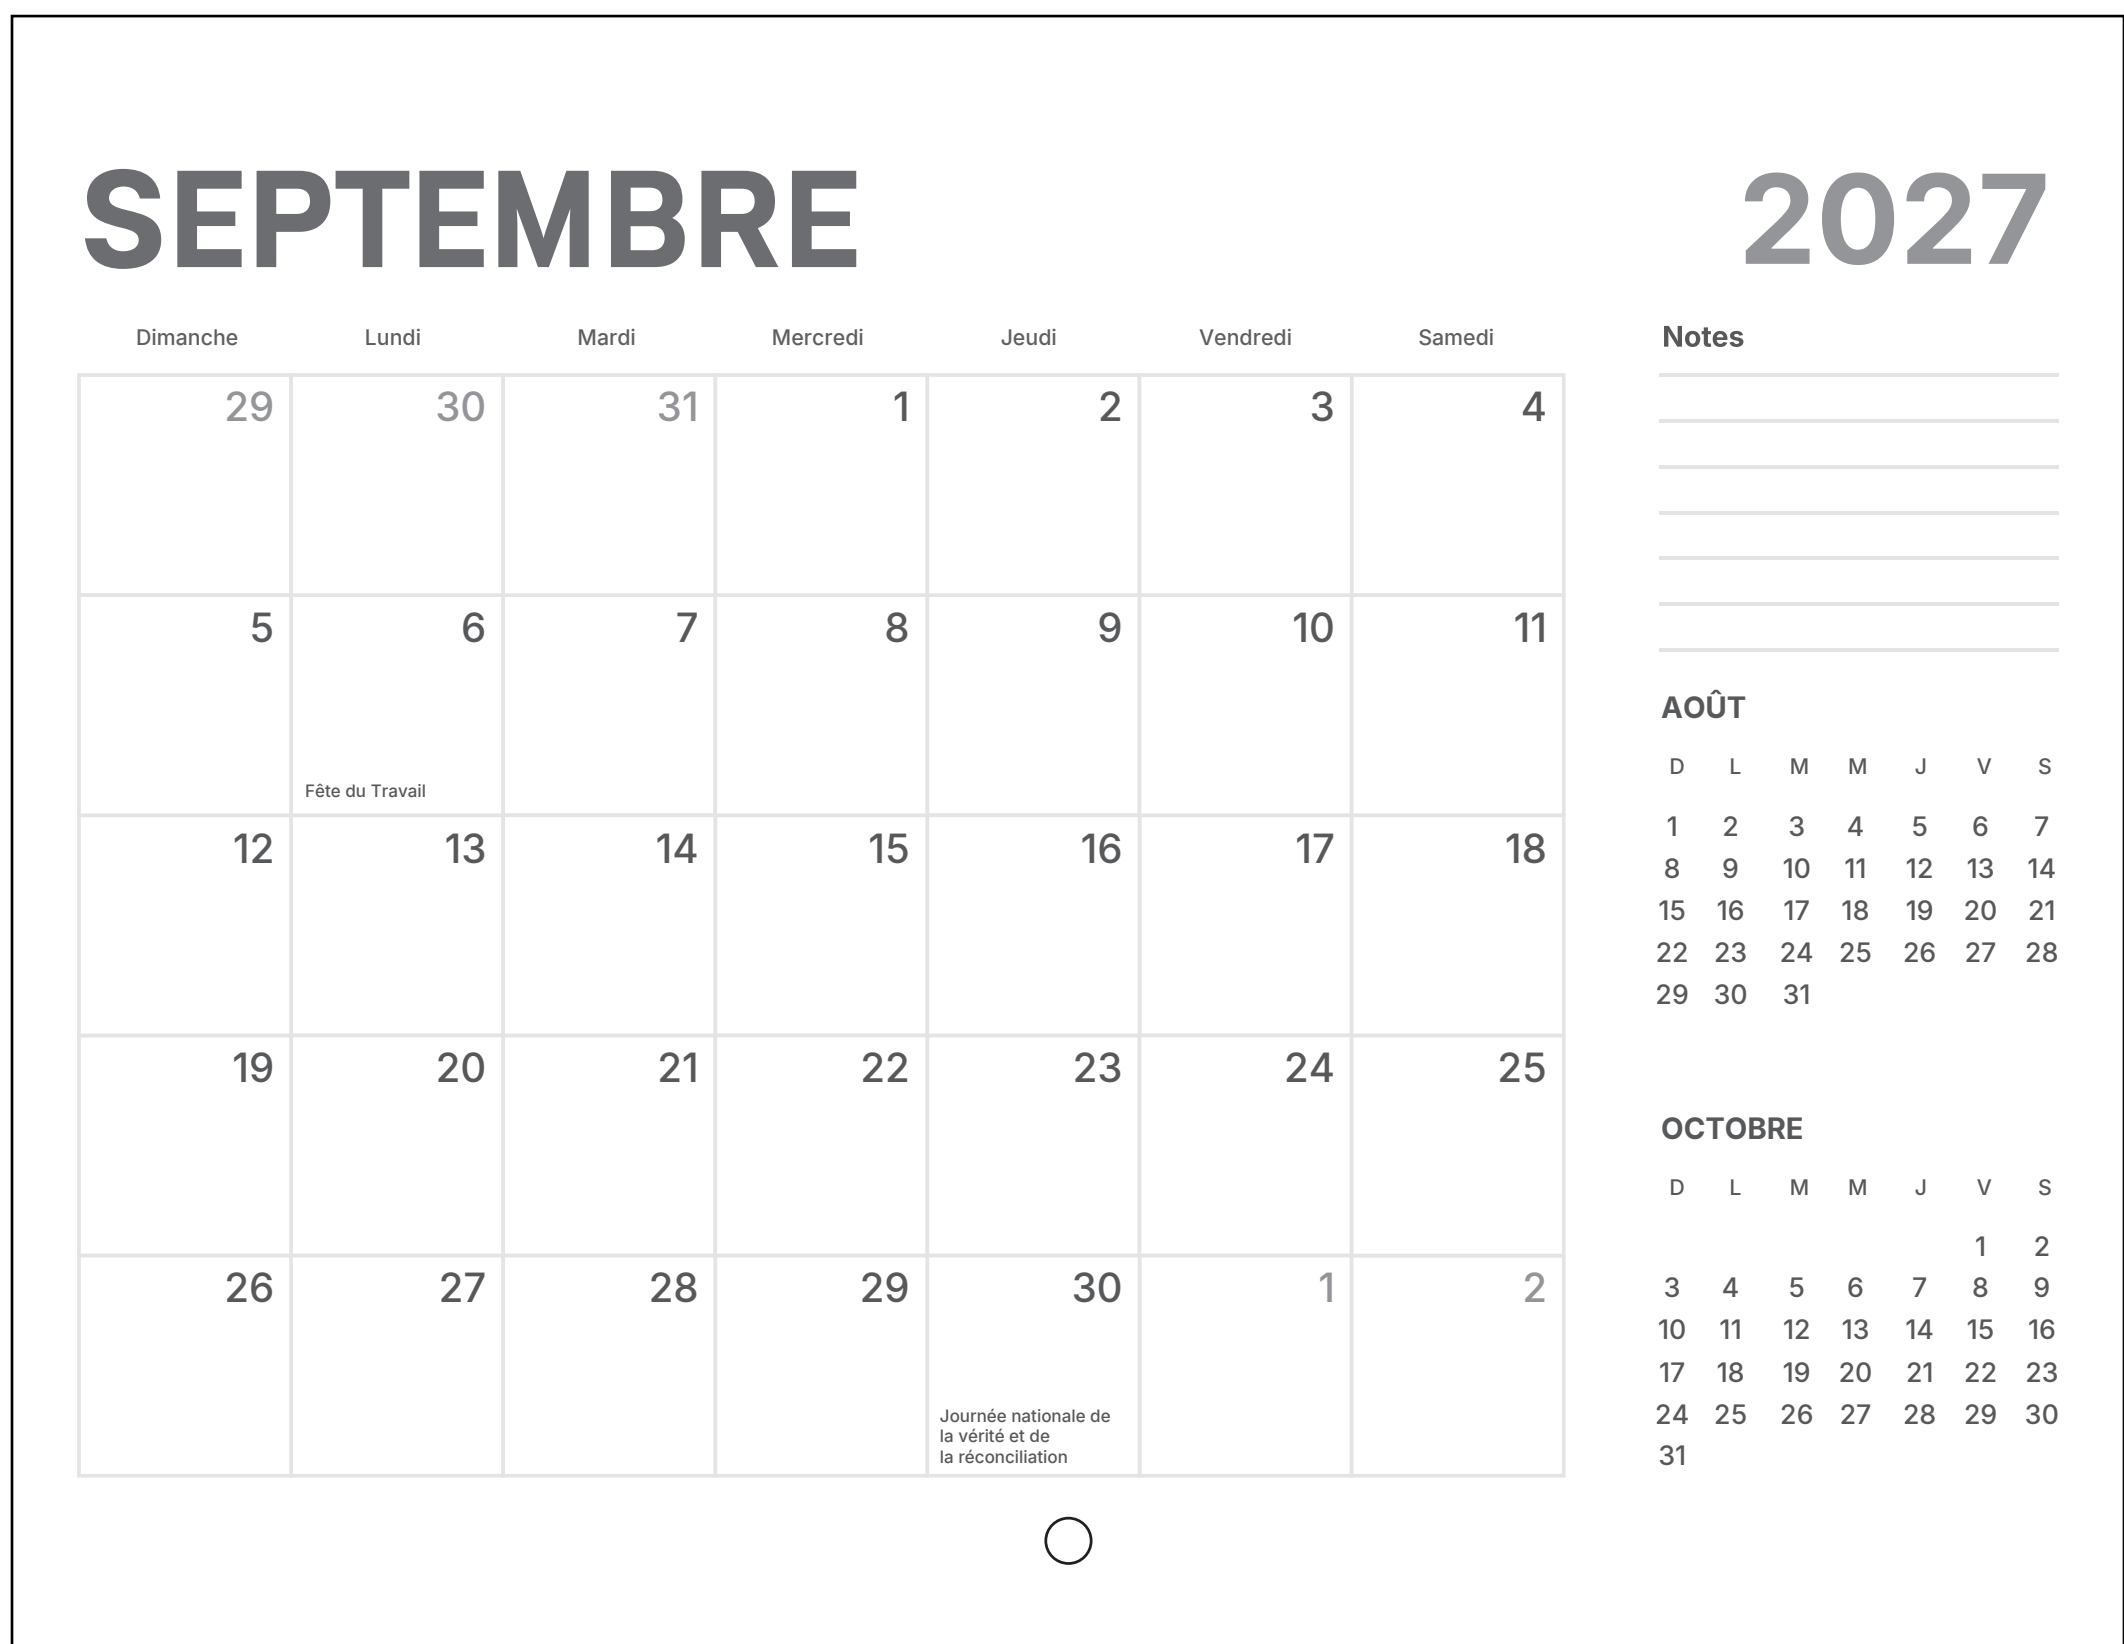 SEPTEMBRE 2027
Dimanche Lundi Mardi Mercredi Jeudi Vendredi Samedi
29 30 31 1 2 3 4
5 6 7 8 9 10 11
Fête du Travail
12 13 14 15 16 17 18
19 20 21 22 23 24 25
26 27 28 29 30 1 2
Journée nationale de
la vérité et de
la réconciliation
Notes
AOÛT
D L M M J V S
1 2 3 4 5 6 7
8 9 10 11 12 13 14
15 16 17 18 19 20 21
22 23 24 25 26 27 28
29 30 31
OCTOBRE
D L M M J V S
1 2
3 4 5 6 7 8 9
10 11 12 13 14 15 16
17 18 19 20 21 22 23
24 25 26 27 28 29 30
31